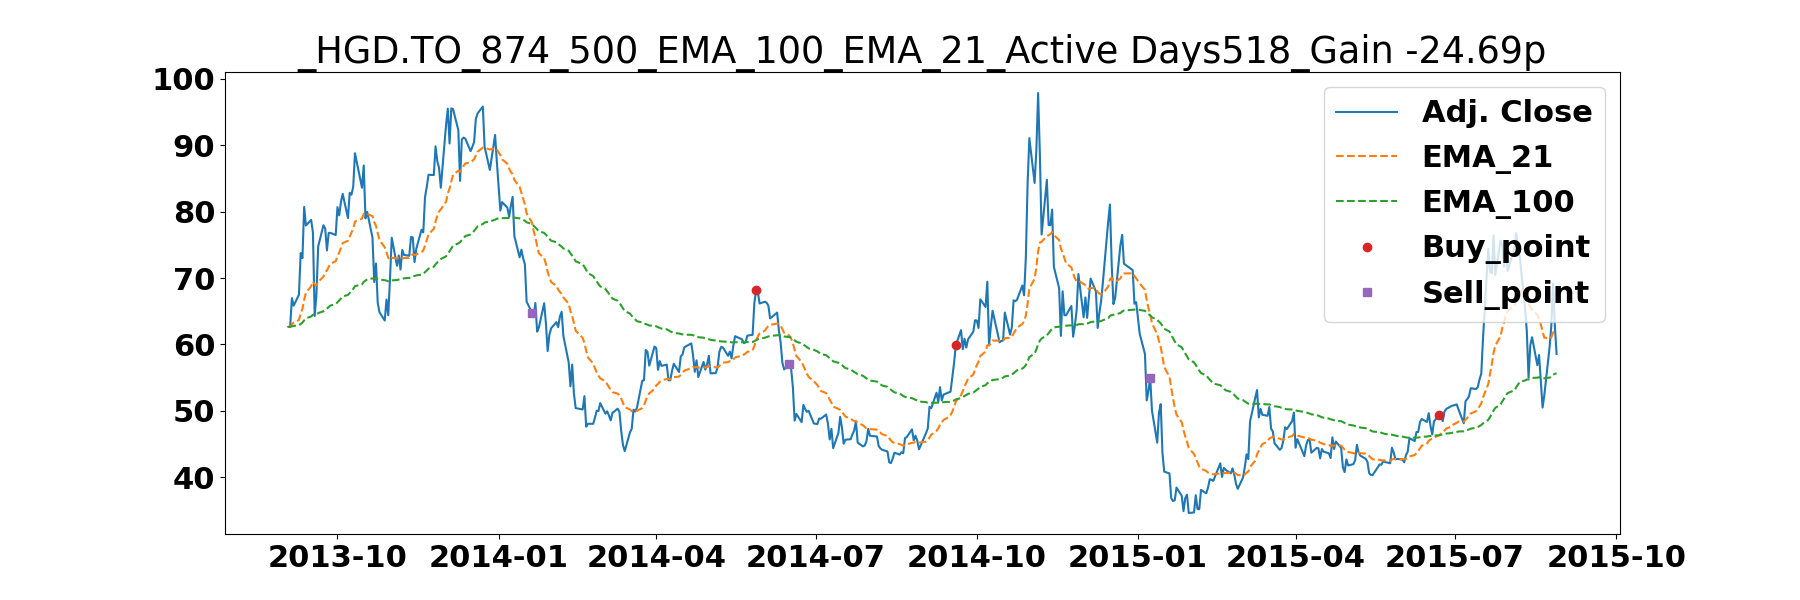 _HGD.TO_874_500_EMA_100_EMA_21_Active Days518_Gain -24.69p
100
90
80
70
60
50
40
Adj. Close
EMA_21
EMA_100
Buy_point
Sell_point
2013-10 2014-01 2014-04 2014-07 2014-10 2015-01 2015-04 2015-07 2015-10